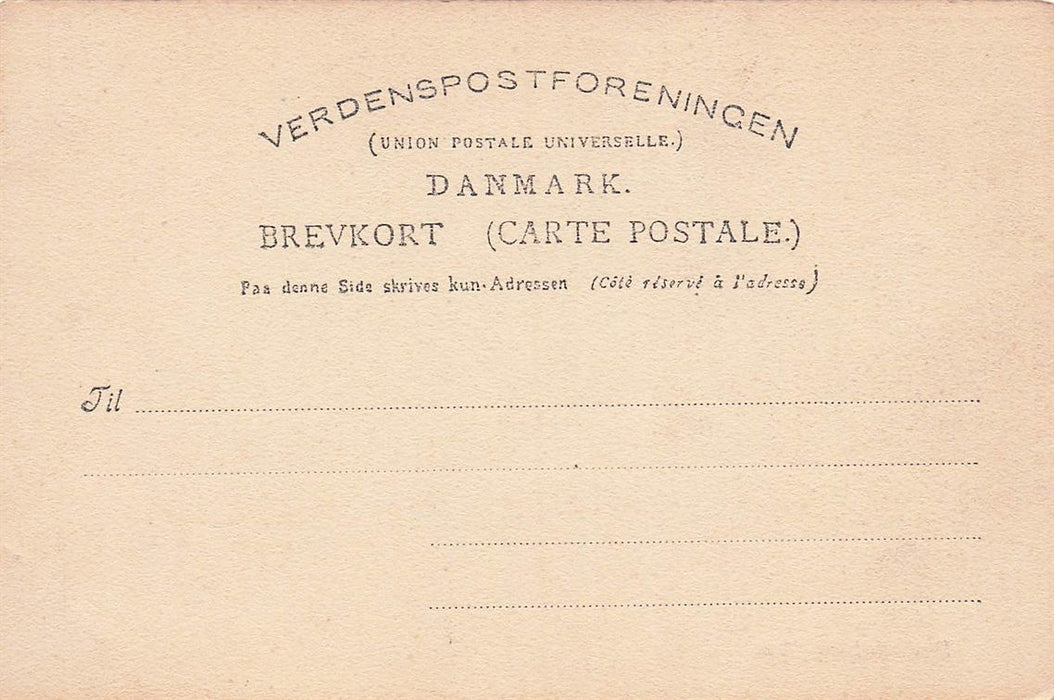 VERDENSPOSTFORENINGEN
(UNION POSTALE UNIVERSELLE.)
DANMARK.
BREVKORT (CARTE POSTALE.)
Paa denne Side skrives kun Adressen (Côté réservé à l'adresse)
Til